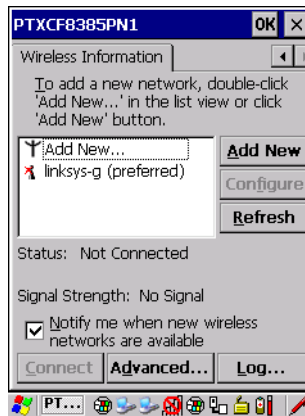 PTXCF8385PN1 OK ×
Wireless Information
To add a new network, double-click
'Add New...' in the list view or click
'Add New' button.
Add New...
linksys-g (preferred)
Add New
Configure
Refresh
Status: Not Connected
Signal Strength: No Signal
Notify me when new wireless
networks are available
Connect Advanced... Log...
PT...